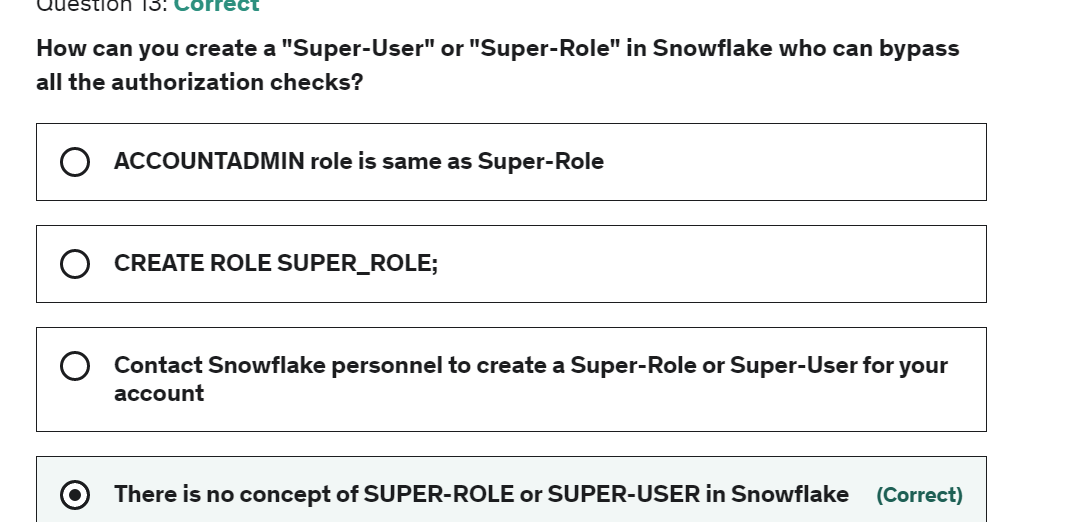 Question 13: Correct
How can you create a "Super-User" or "Super-Role" in Snowflake who can bypass
all the authorization checks?
ACCOUNTADMIN role is same as Super-Role
CREATE ROLE SUPER_ROLE;
Contact Snowflake personnel to create a Super-Role or Super-User for your
account
There is no concept of SUPER-ROLE or SUPER-USER in Snowflake (Correct)